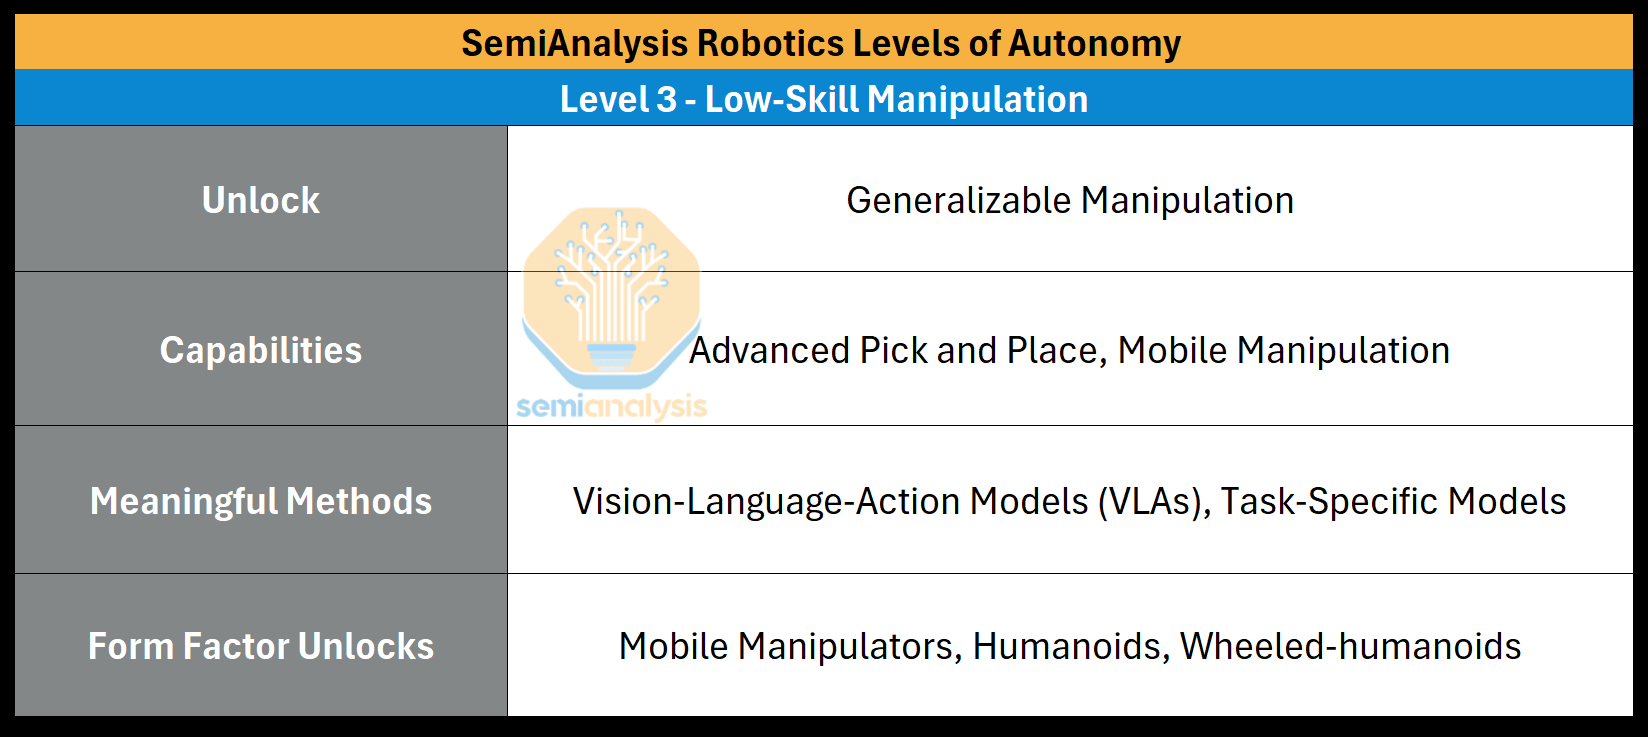 SemiAnalysis Robotics Levels of Autonomy
Level 3 - Low-Skill Manipulation
Unlock
Generalizable Manipulation
Capabilities
Advanced Pick and Place, Mobile Manipulation
semianalysis
Meaningful Methods
Vision-Language-Action Models (VLAs), Task-Specific Models
Form Factor Unlocks
Mobile Manipulators, Humanoids, Wheeled-humanoids